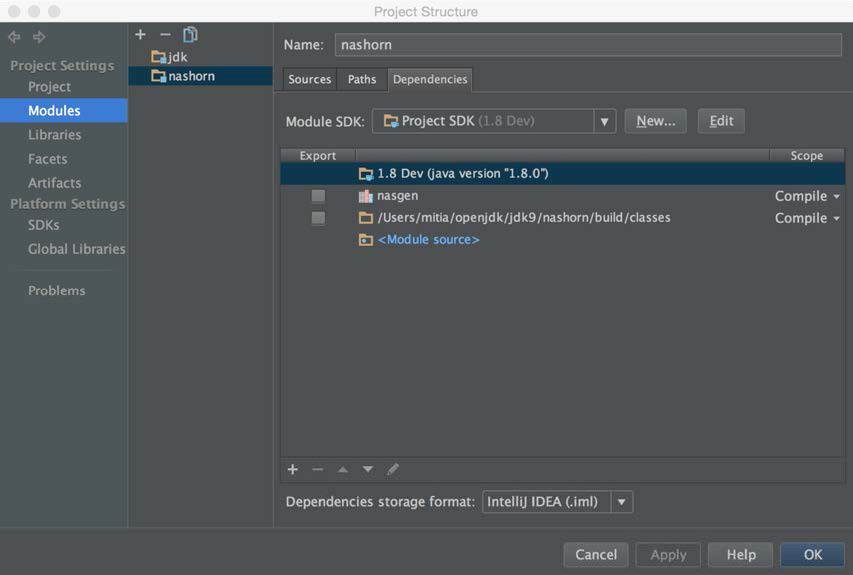 Project Structure
Project Settings
Project
Modules
Libraries
Facets
Artifacts
Platform Settings
SDKs
Global Libraries
Problems
jdk
nashorn
Name: nashorn
Sources Paths Dependencies
Module SDK: Project SDK (1.8 Dev) New... Edit
Export Scope
1.8 Dev (java version "1.8.0")
nasgen Compile
/Users/mitia/openjdk/jdk9/nashorn/build/classes Compile
<Module source>
Dependencies storage format: IntelliJ IDEA (.iml)
Cancel Apply Help OK